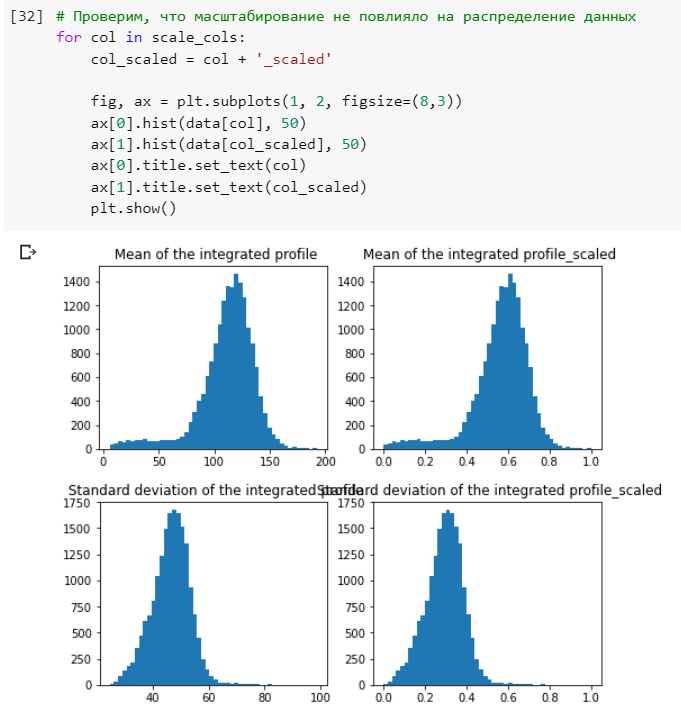 [32] # Проверим, что масштабирование не повлияло на распределение данных
for col in scale_cols:
    col_scaled = col + '_scaled'

    fig, ax = plt.subplots(1, 2, figsize=(8,3))
    ax[0].hist(data[col], 50)
    ax[1].hist(data[col_scaled], 50)
    ax[0].title.set_text(col)
    ax[1].title.set_text(col_scaled)
    plt.show()
Mean of the integrated profile
1400
1200
1000
800
600
400
200
0
0 50 100 150 200
Mean of the integrated profile_scaled
1400
1200
1000
800
600
400
200
0
0.0 0.2 0.4 0.6 0.8 1.0
Standard deviation of the integrated profile
1750
1500
1250
1000
750
500
250
0
40 60 80 100
Standard deviation of the integrated profile_scaled
1750
1500
1250
1000
750
500
250
0
0.0 0.2 0.4 0.6 0.8 1.0